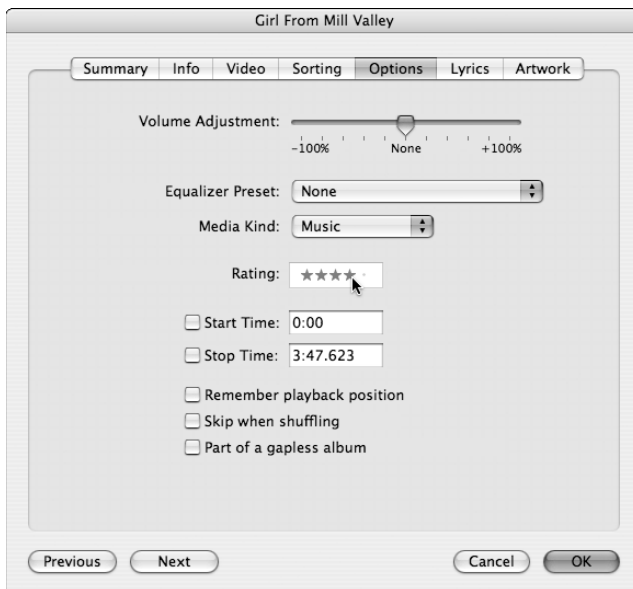 Girl From Mill Valley
Summary Info Video Sorting Options Lyrics Artwork
Volume Adjustment:
-100% None +100%
Equalizer Preset: None
Media Kind: Music
Rating: ★★★★·
Start Time: 0:00
Stop Time: 3:47.623
Remember playback position
Skip when shuffling
Part of a gapless album
Previous Next Cancel OK